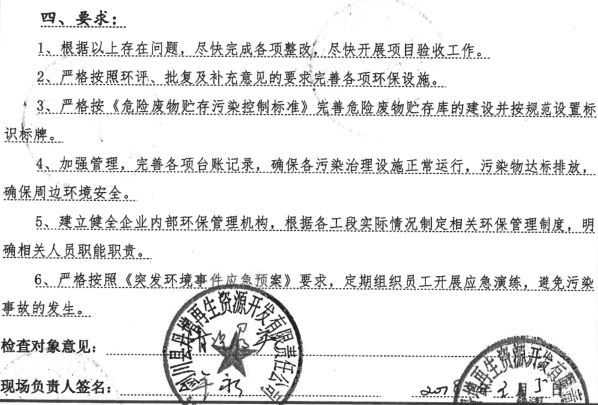 四、要求：
1、根据以上存在问题，尽快完成各项整改，尽快开展项目验收工作。
2、严格按照环评、批复及补充意见的要求完善各项环保设施。
3、严格按《危险废物贮存污染控制标准》完善危险废物贮存库的建设并按规范设置标
识标牌。
4、加强管理，完善各项台账记录，确保各污染治理设施正常运行，污染物达标排放，
确保周边环境安全。
5、建立健全企业内部环保管理机构，根据各工段实际情况制定相关环保管理制度，明
确相关人员职能职责。
6、严格按照《突发环境事件应急预案》要求，定期组织员工开展应急演练，避免污染
事故的发生。
检查对象意见：
川县丹 再生资源开发有限责任公司
现场负责人签名：
月
再生资源开发有限责